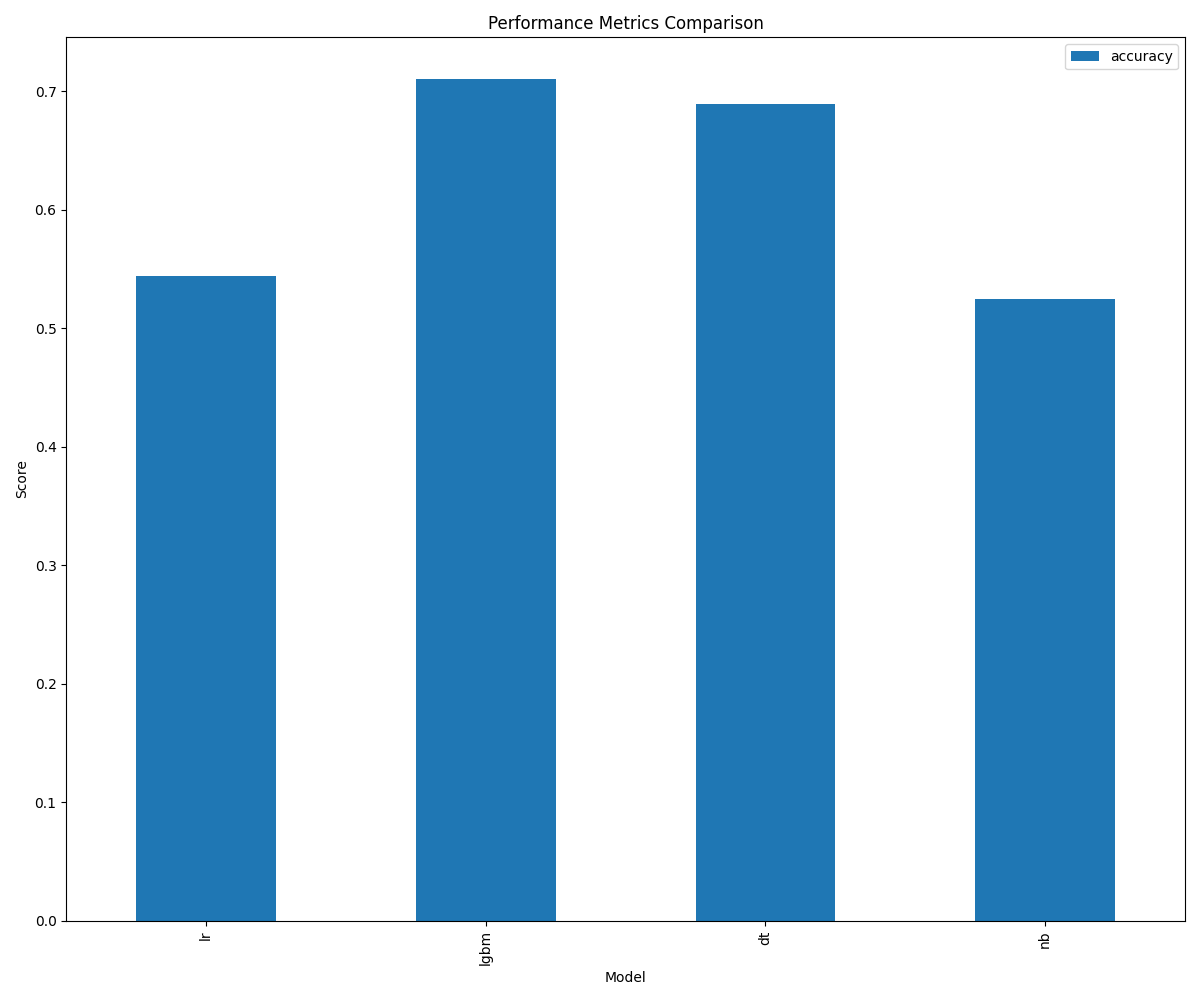 Performance Metrics Comparison
accuracy
0.7
0.6
0.5
0.4
0.3
0.2
0.1
0.0
Score
lr
lgbm
dt
nb
Model